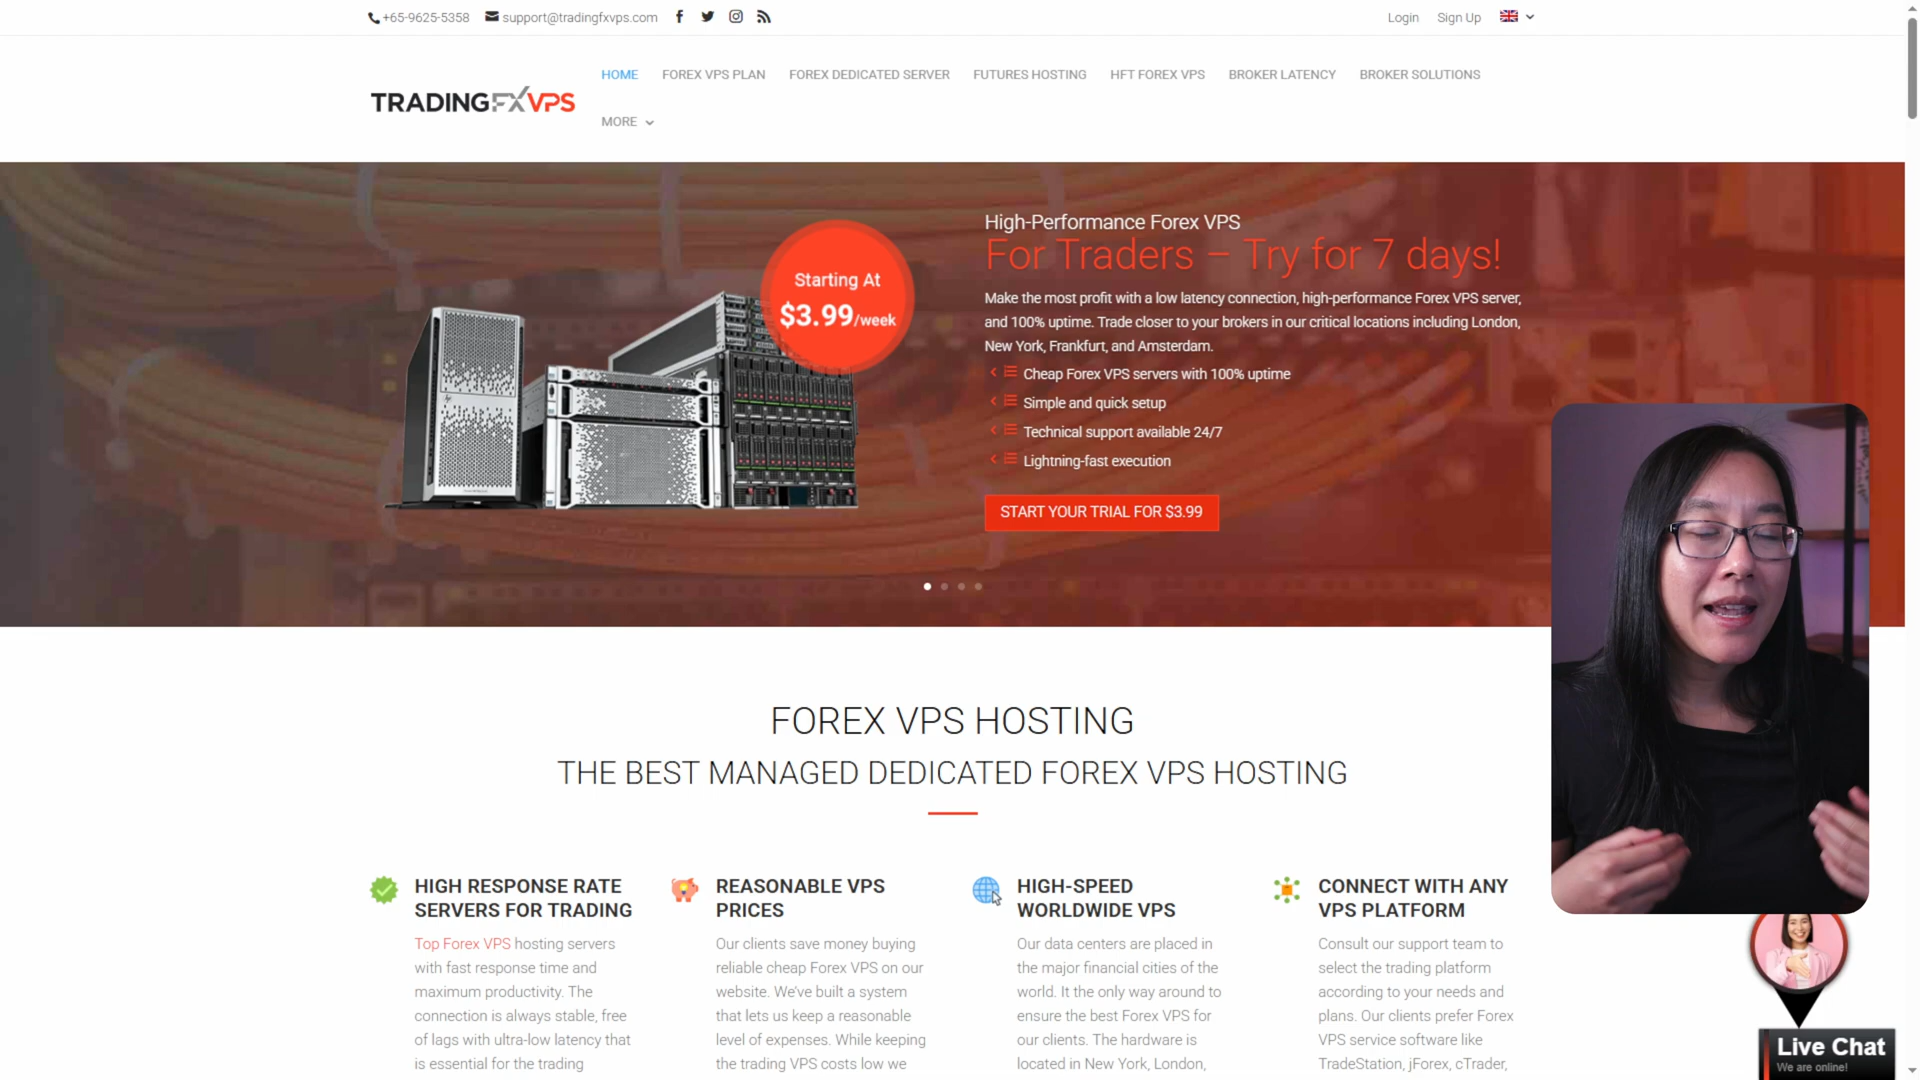 +65-9625-5358 support@tradingfxvps.com
Login Sign Up
TRADINGFXVPS
HOME FOREX VPS PLAN FOREX DEDICATED SERVER FUTURES HOSTING HFT FOREX VPS BROKER LATENCY BROKER SOLUTIONS
MORE
Starting At
$3.99/week
High-Performance Forex VPS
For Traders – Try for 7 days!
Make the most profit with a low latency connection, high-performance Forex VPS server,
and 100% uptime. Trade closer to your brokers in our critical locations including London,
New York, Frankfurt, and Amsterdam.
Cheap Forex VPS servers with 100% uptime
Simple and quick setup
Technical support available 24/7
Lightning-fast execution
START YOUR TRIAL FOR $3.99
FOREX VPS HOSTING
THE BEST MANAGED DEDICATED FOREX VPS HOSTING
HIGH RESPONSE RATE
SERVERS FOR TRADING
Top Forex VPS hosting servers
with fast response time and
maximum productivity. The
connection is always stable, free
of lags with ultra-low latency that
is essential for the trading
REASONABLE VPS
PRICES
Our clients save money buying
reliable cheap Forex VPS on our
website. We've built a system
that lets us keep a reasonable
level of expenses. While keeping
the trading VPS costs low we
HIGH-SPEED
WORLDWIDE VPS
Our data centers are placed in
the major financial cities of the
world. It the only way around to
ensure the best Forex VPS for
our clients. The hardware is
located in New York, London,
CONNECT WITH ANY
VPS PLATFORM
Consult our support team to
select the trading platform
according to your needs and
plans. Our clients prefer Forex
VPS service software like
TradeStation, jForex, cTrader,
Live Chat
We are online!